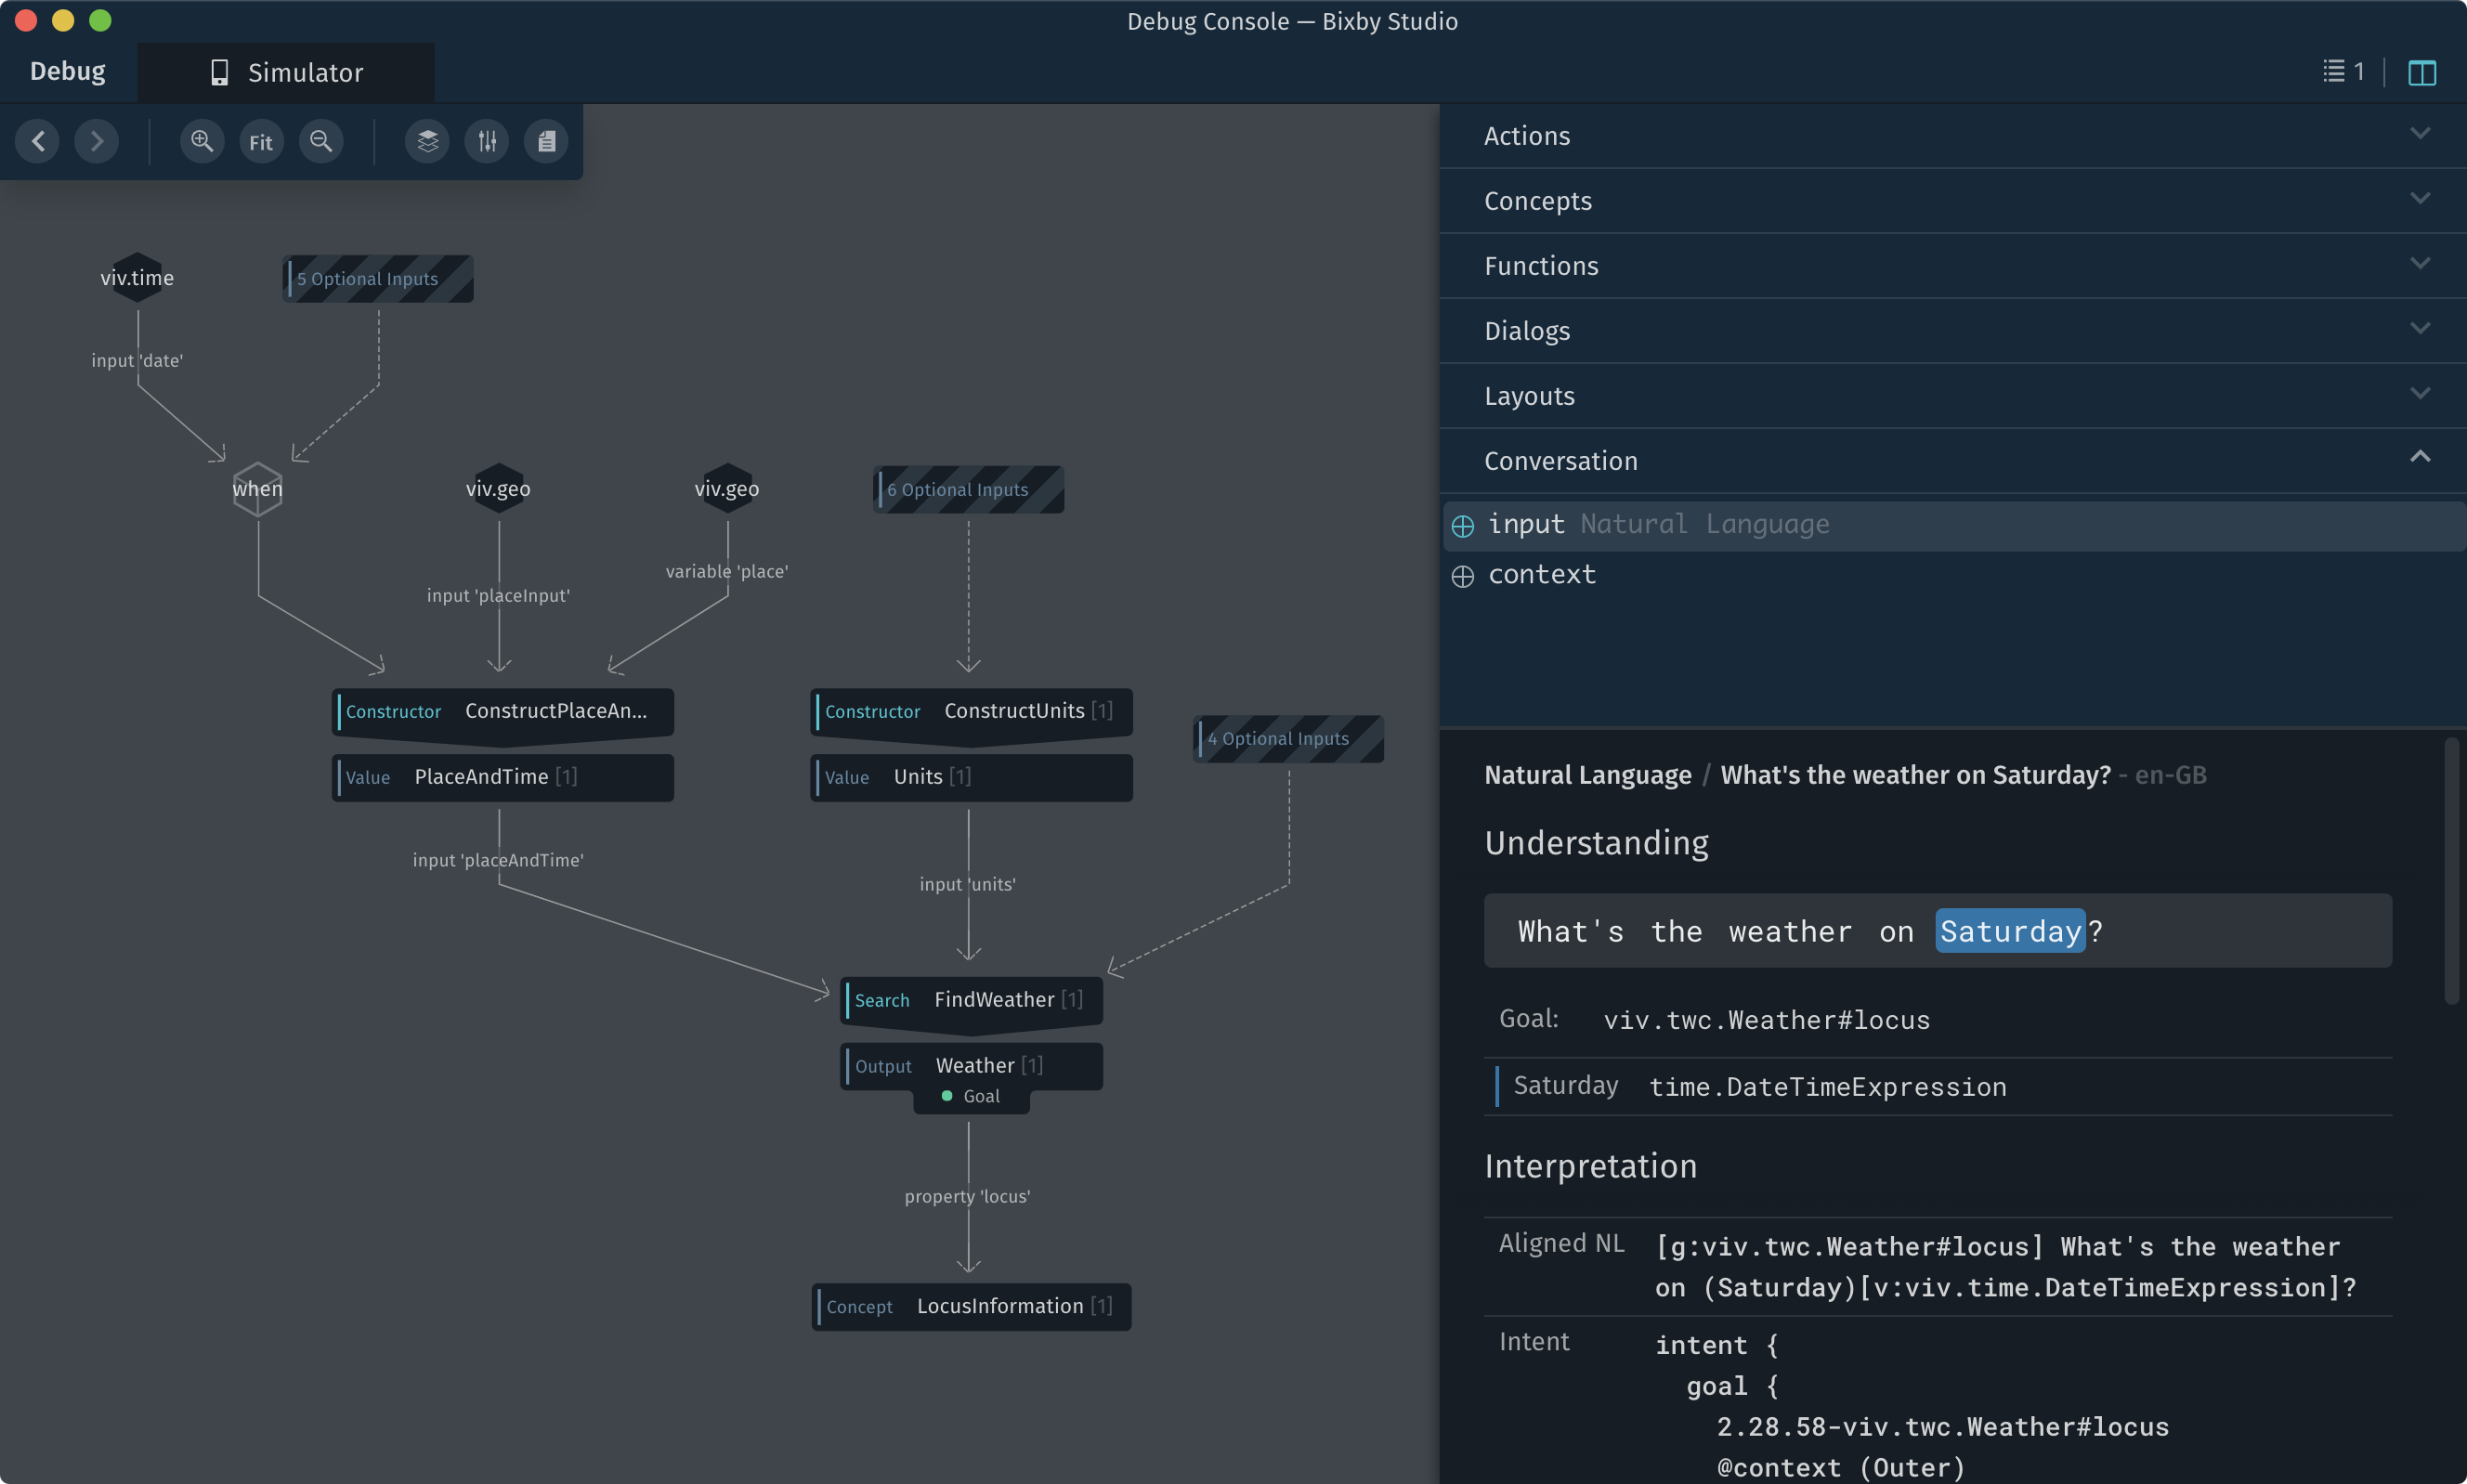 Debug Console — Bixby Studio
Debug
Simulator
1
Fit
viv.time
5 Optional Inputs
input 'date'
when
viv.geo
viv.geo
6 Optional Inputs
variable 'place'
input 'placeInput'
Constructor ConstructPlaceAn...
Constructor ConstructUnits [1]
4 Optional Inputs
Value PlaceAndTime [1]
Value Units [1]
input 'placeAndTime'
input 'units'
Search FindWeather [1]
Output Weather [1]
Goal
property 'locus'
Concept LocusInformation [1]
Actions
Concepts
Functions
Dialogs
Layouts
Conversation
input Natural Language
context
Natural Language / What's the weather on Saturday? - en-GB
Understanding
What's the weather on Saturday?
Goal: viv.twc.Weather#locus
Saturday time.DateTimeExpression
Interpretation
Aligned NL [g:viv.twc.Weather#locus] What's the weather
on (Saturday)[v:viv.time.DateTimeExpression]?
Intent intent {
goal {
2.28.58-viv.twc.Weather#locus
@context (Outer)